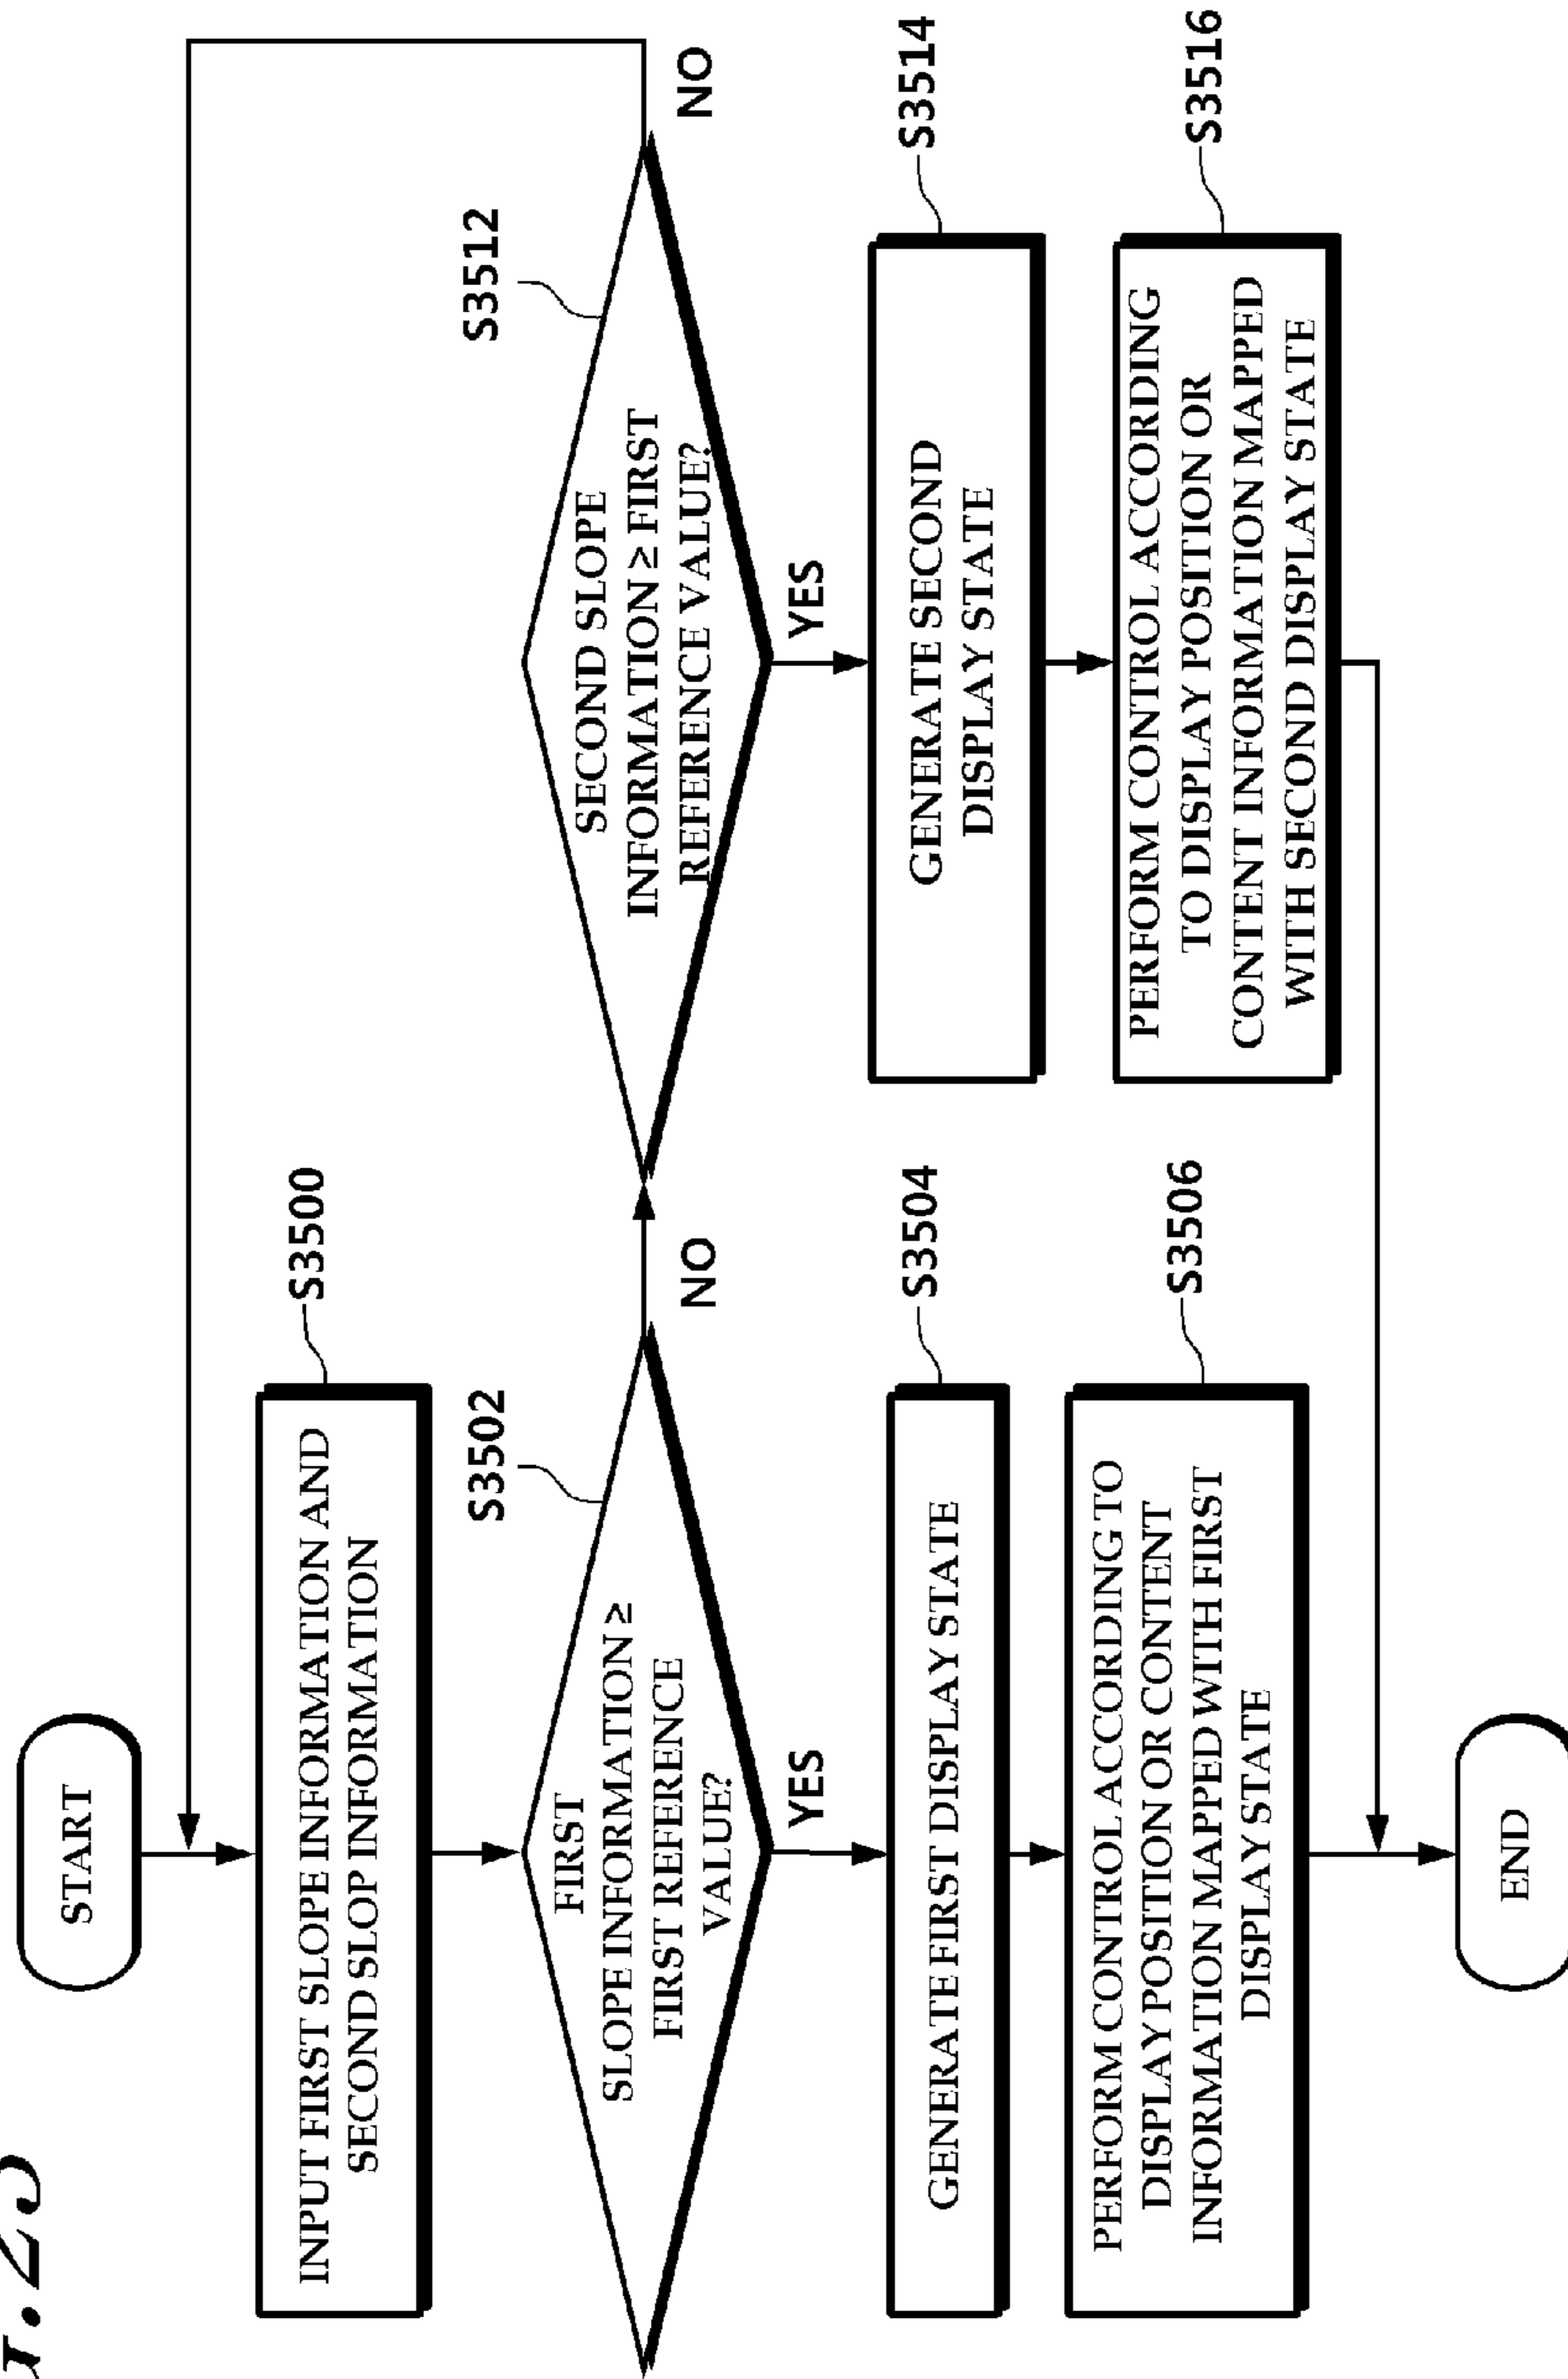 START
INPUT FIRST SLOPE INFORMATION AND
SECOND SLOP INFORMATION
S3500
FIRST
SLOPE INFORMATION ≥
FIRST REFERENCE
VALUE?
S3502
NO
YES
SECOND SLOPE
INFORMATION ≥ FIRST
REFERENCE VALUE?
S3512
NO
YES
GENERATE FIRST DISPLAY STATE
S3504
GENERATE SECOND
DISPLAY STATE
S3514
PERFORM CONTROL ACCORDING TO
DISPLAY POSITION OR CONTENT
INFORMATION MAPPED WITH FIRST
DISPLAY STATE
S3506
PERFORM CONTROL ACCORDING
TO DISPLAY POSITION OR
CONTENT INFORMATION MAPPED
WITH SECOND DISPLAY STATE
S3516
END